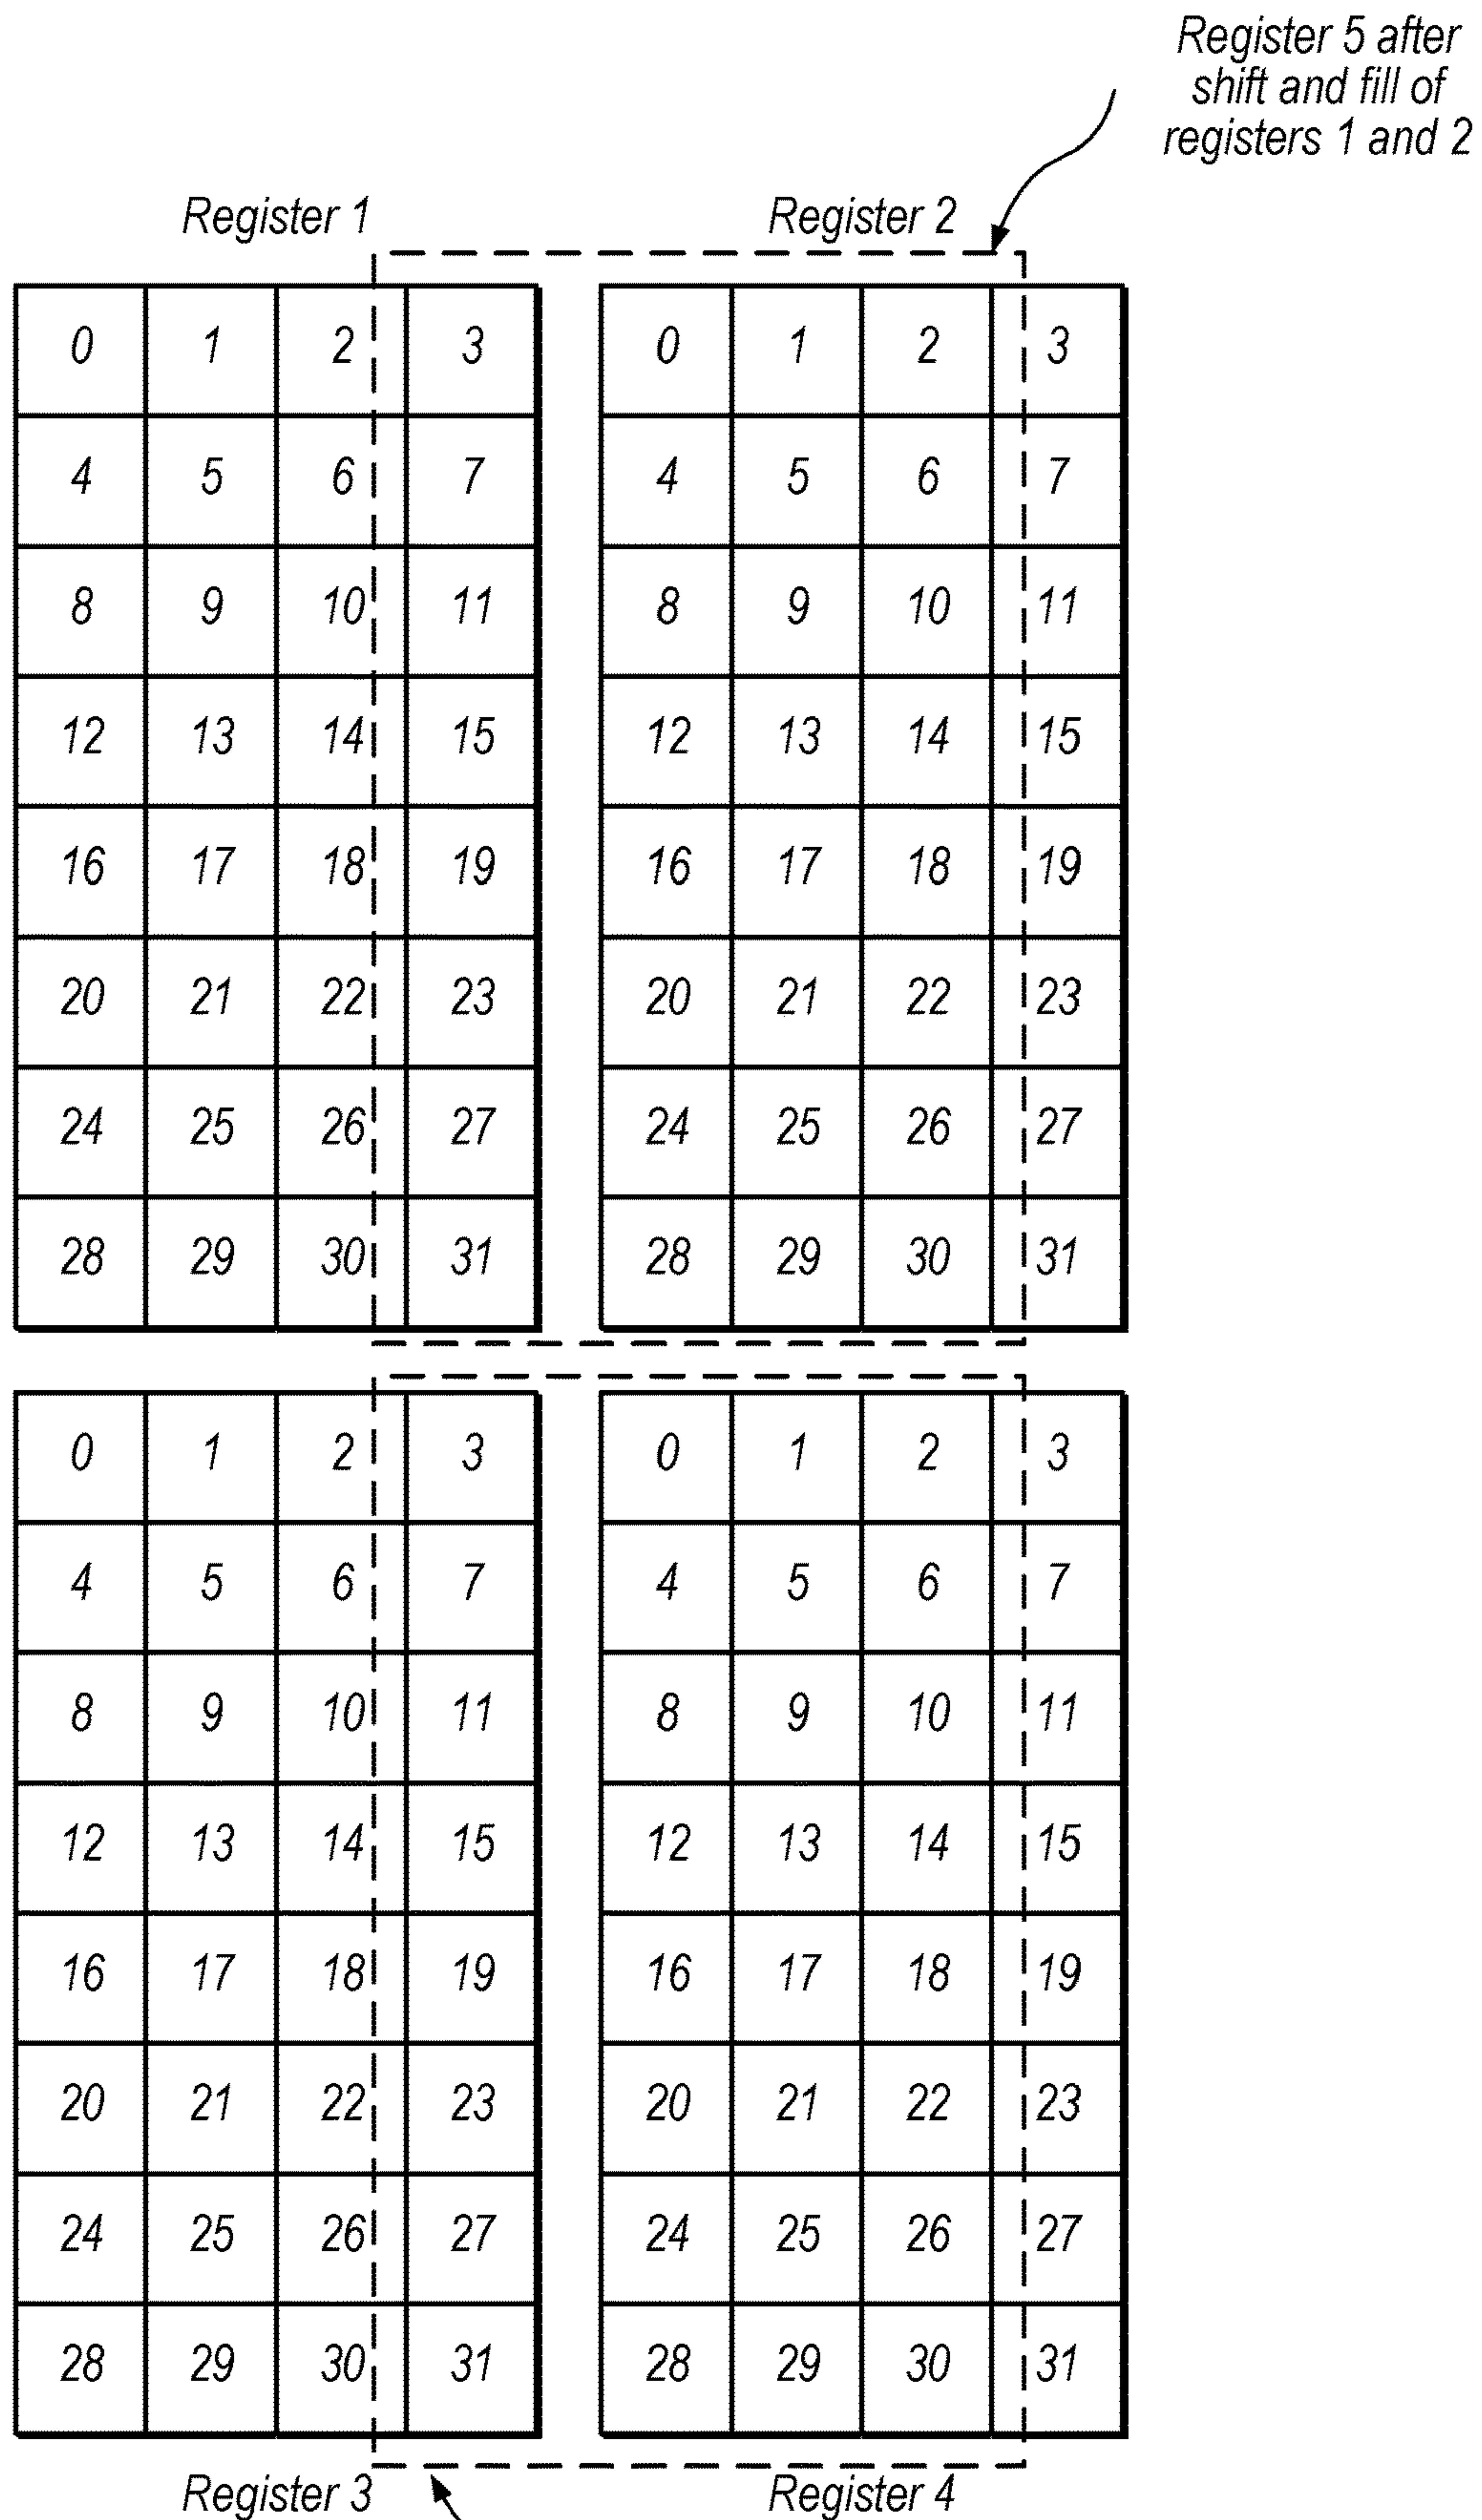 Register 5 after
shift and fill of
registers 1 and 2
Register 1 Register 2
0 1 2 3 0 1 2 3
4 5 6 7 4 5 6 7
8 9 10 11 8 9 10 11
12 13 14 15 12 13 14 15
16 17 18 19 16 17 18 19
20 21 22 23 20 21 22 23
24 25 26 27 24 25 26 27
28 29 30 31 28 29 30 31
0 1 2 3 0 1 2 3
4 5 6 7 4 5 6 7
8 9 10 11 8 9 10 11
12 13 14 15 12 13 14 15
16 17 18 19 16 17 18 19
20 21 22 23 20 21 22 23
24 25 26 27 24 25 26 27
28 29 30 31 28 29 30 31
Register 3 Register 4